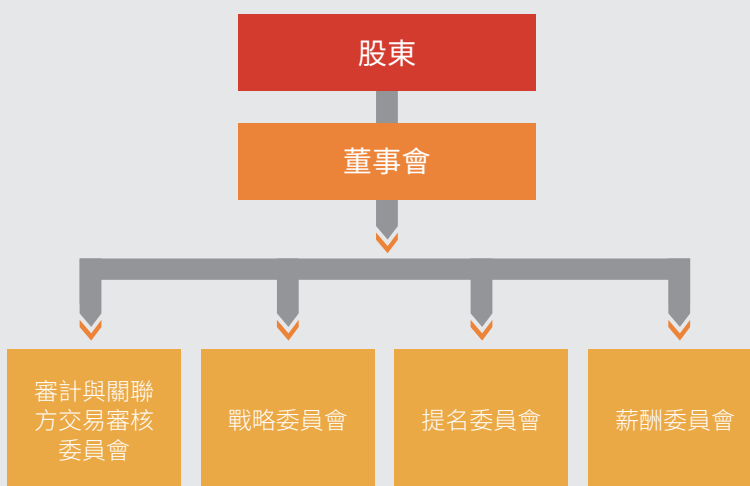 股東
董事會
審計與關聯
方交易審核
委員會
戰略委員會
提名委員會
薪酬委員會